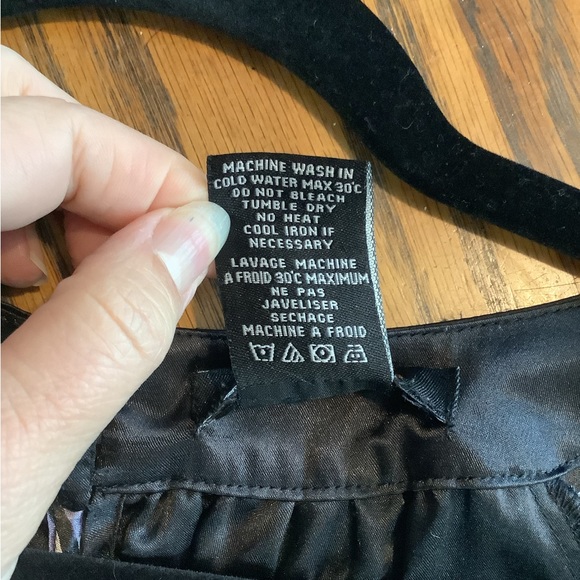 MACHINE WASH IN
COLD WATER MAX 30°C
DO NOT BLEACH
TUMBLE DRY
NO HEAT
COOL IRON IF
NECESSARY
LAVAGE MACHINE
A FROID 30°C MAXIMUM
NE PAS
JAVELISER
SECHAGE
MACHINE A FROID